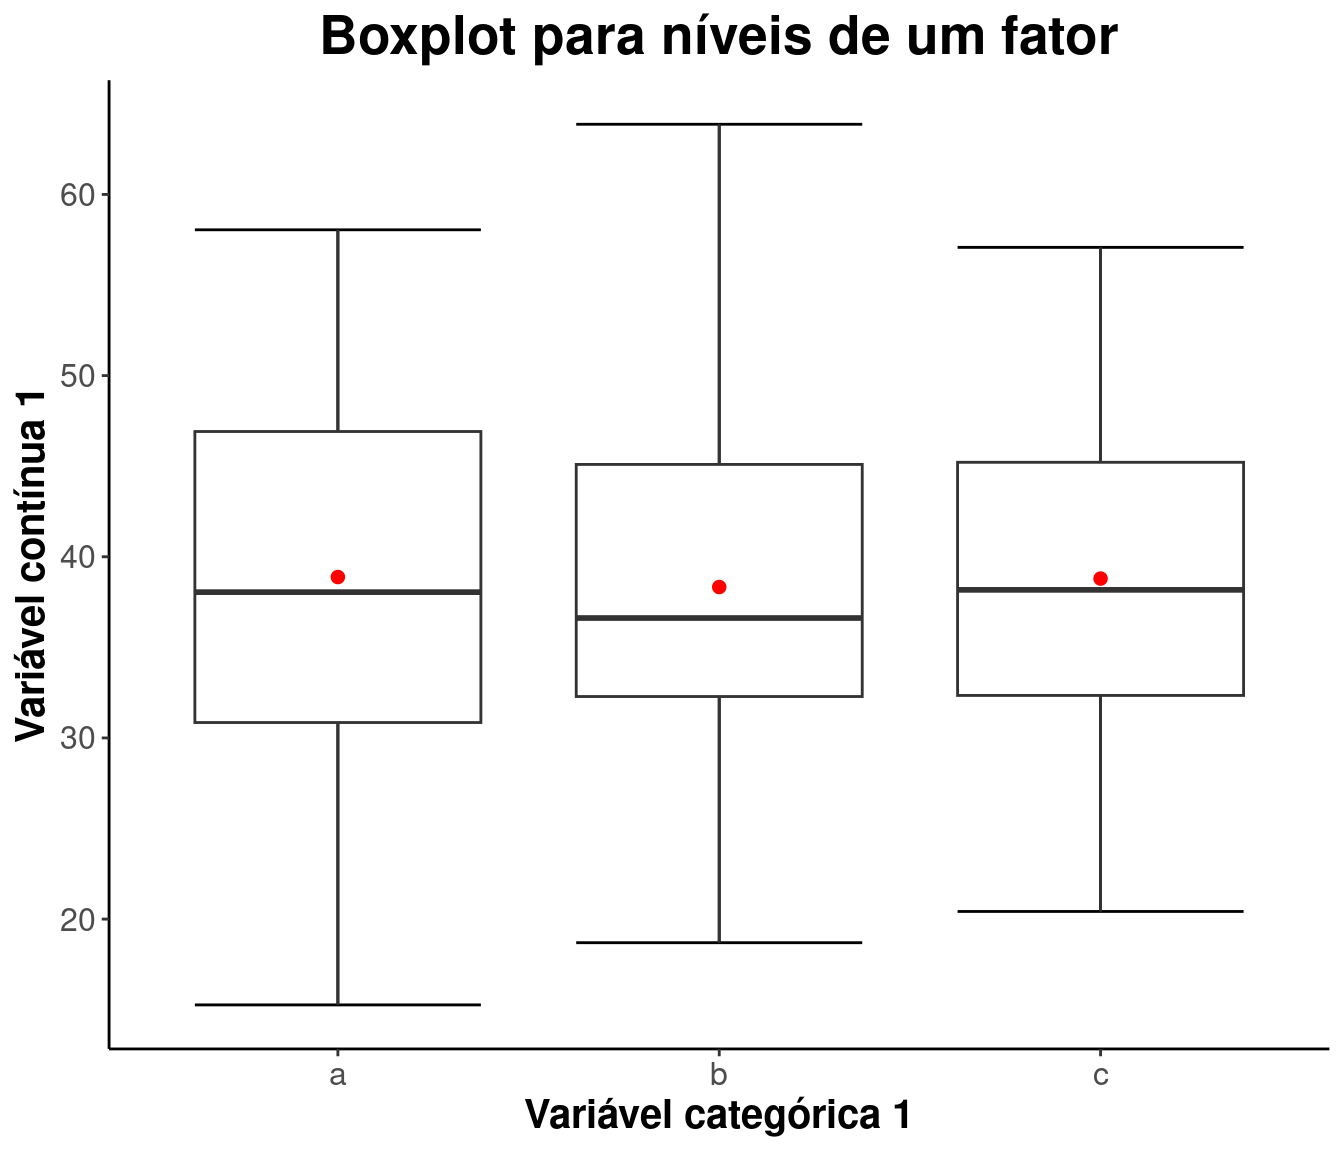 Boxplot para níveis de um fator
Variável contínua 1
60
50
40
30
20
a b c
Variável categórica 1